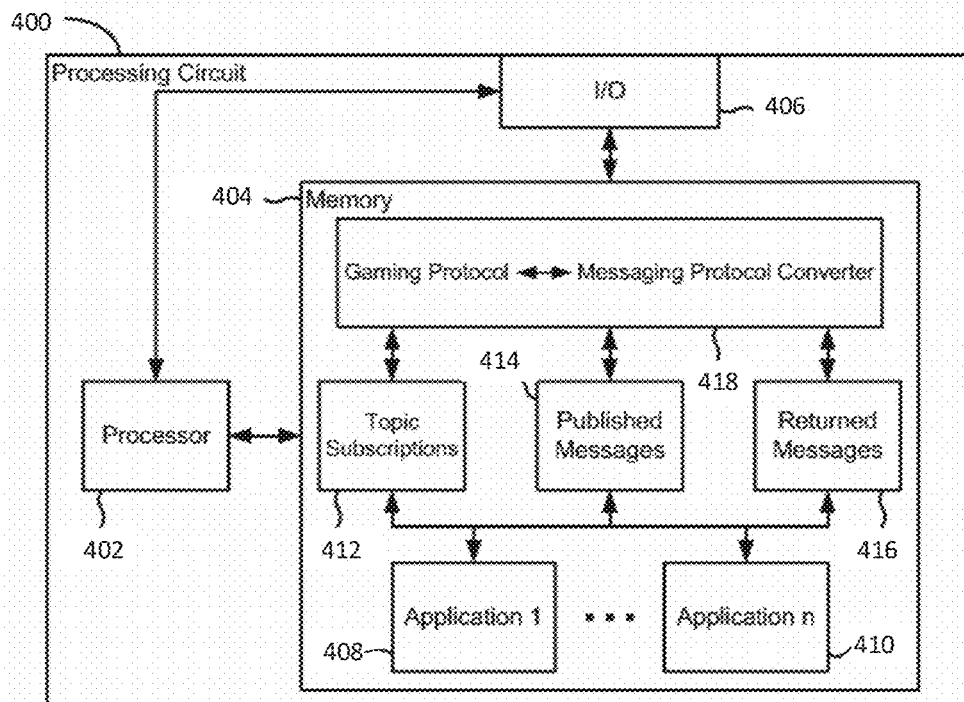 400
Processing Circuit
I/O
406
404
Memory
Gaming Protocol
Messaging Protocol Converter
414
418
Processor
Topic
Subscriptions
Published
Messages
Returned
Messages
402
412
416
Application 1
Application n
408
410